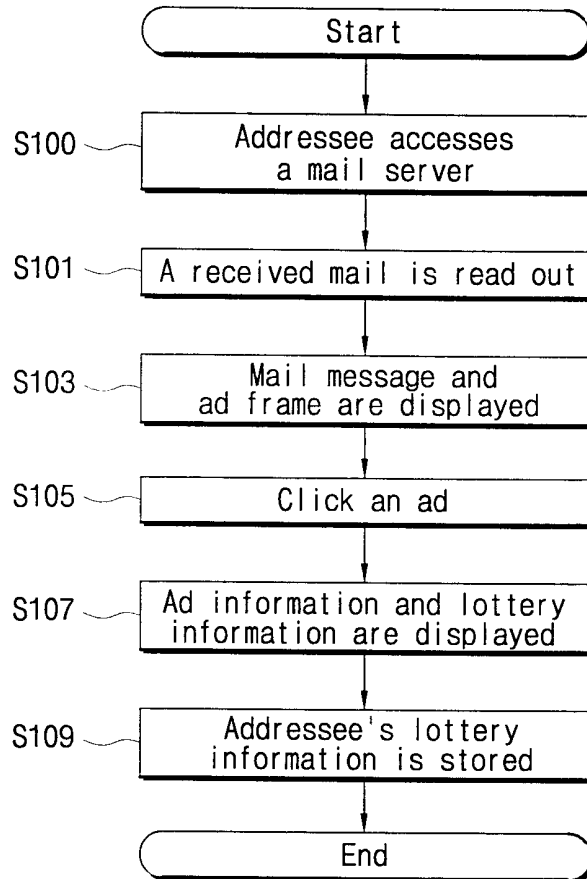 Start
S100
Addressee accesses
a mail server
S101
A received mail is read out
S103
Mail message and
ad frame are displayed
S105
Click an ad
S107
Ad information and lottery
information are displayed
S109
Addressee's lottery
information is stored
End